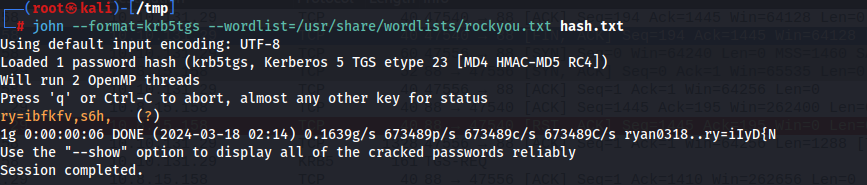 ┌──(root㉿kali)-[/tmp]
└─# john --format=krb5tgs --wordlist=/usr/share/wordlists/rockyou.txt hash.txt
Using default input encoding: UTF-8
Loaded 1 password hash (krb5tgs, Kerberos 5 TGS etype 23 [MD4 HMAC-MD5 RC4])
Will run 2 OpenMP threads
Press 'q' or Ctrl-C to abort, almost any other key for status
ry=ibfkfv,s6h,   (?)
1g 0:00:00:06 DONE (2024-03-18 02:14) 0.1639g/s 673489p/s 673489c/s 673489C/s ryan0318..ry=iIyD{N
Use the "--show" option to display all of the cracked passwords reliably
Session completed.